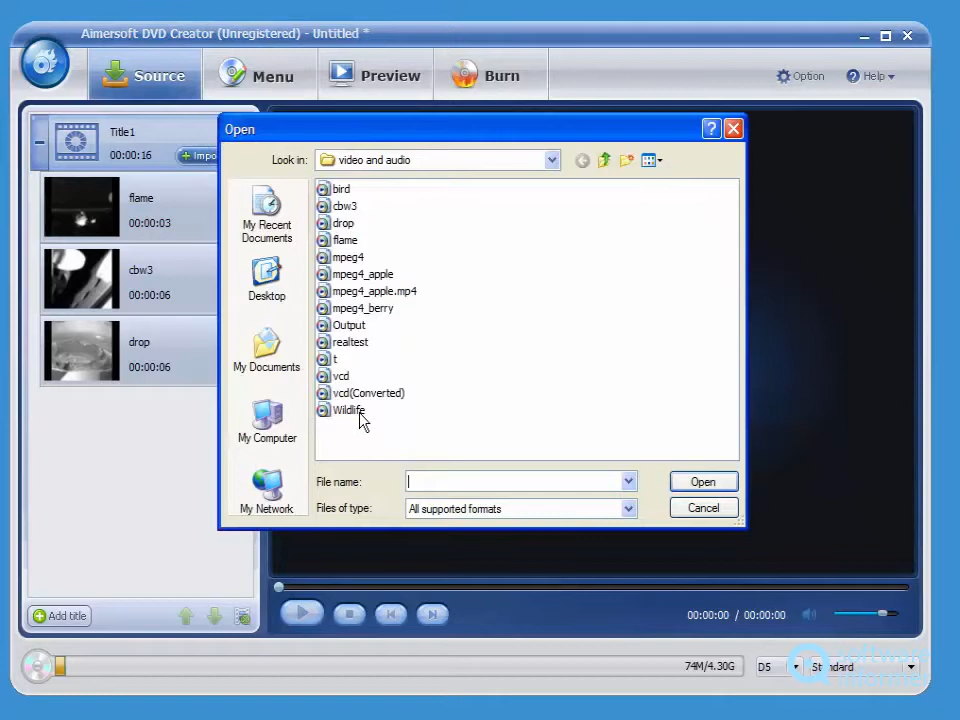 Aimersoft DVD Creator (Unregistered) - Untitled *
Source
Menu
Preview
Burn
Option
Help
Title1
00:00:16
Impo
flame
00:00:03
cbw3
00:00:06
drop
00:00:06
Open
Look in:
video and audio
My Recent
Documents
Desktop
My Documents
My Computer
My Network
bird
cbw3
drop
flame
mpeg4
mpeg4_apple
mpeg4_apple.mp4
mpeg4_berry
Output
realtest
t
vcd
vcd(Converted)
Wildlife
File name:
Open
Files of type:
All supported formats
Cancel
Add title
00:00:00 / 00:00:00
74M/4.30G
D5
Standard
software
informer